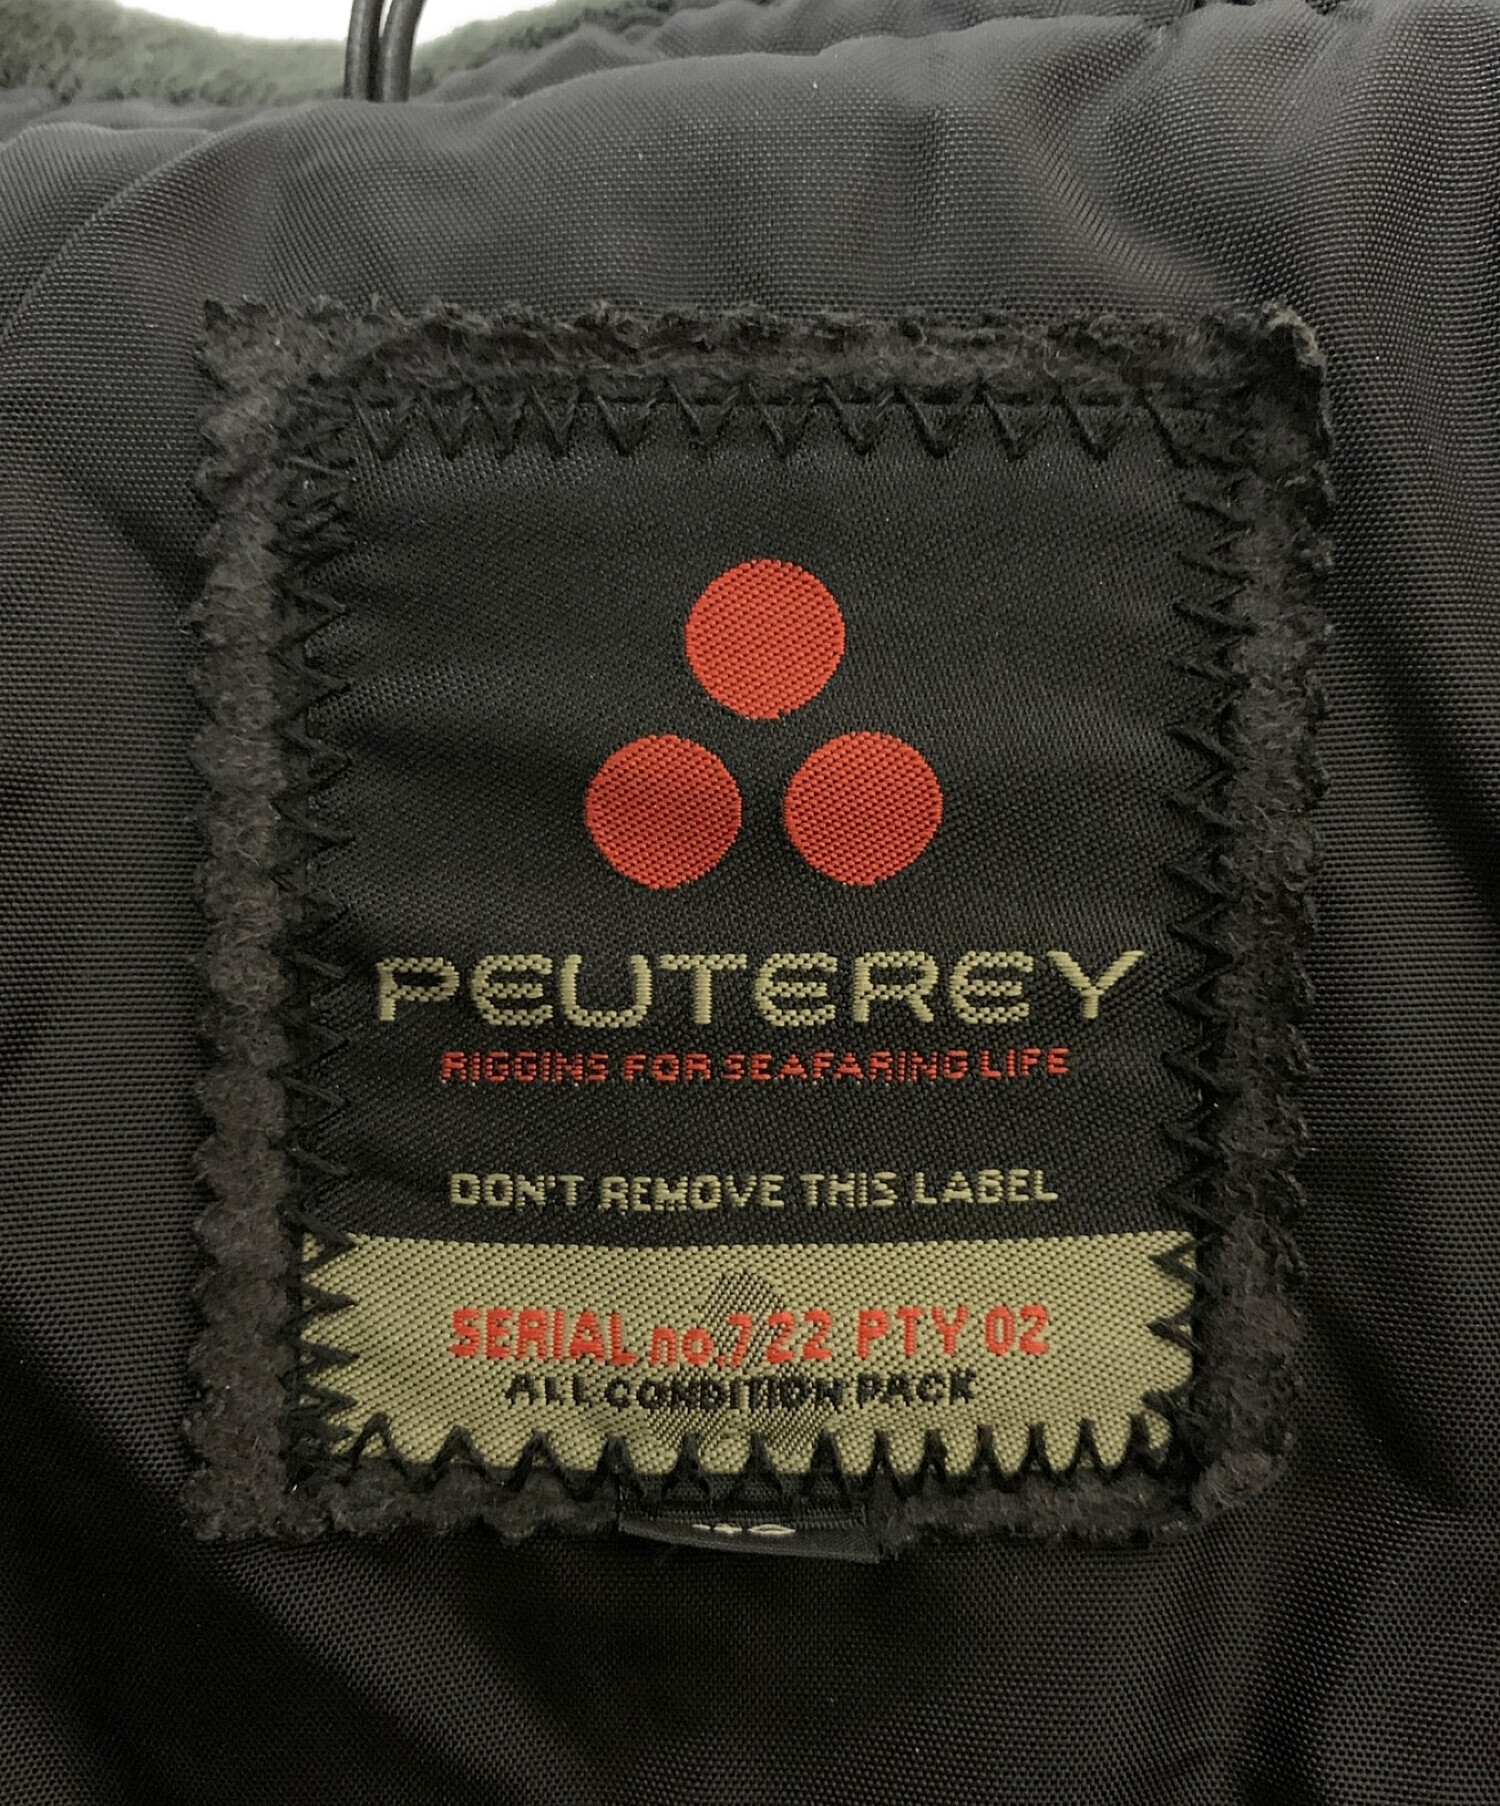 PEUTEREY
RIGGINS FOR SEAFARING LIFE
DON'T REMOVE THIS LABEL
SERIAL no.722 PTY 02
ALL CONDITION PACK